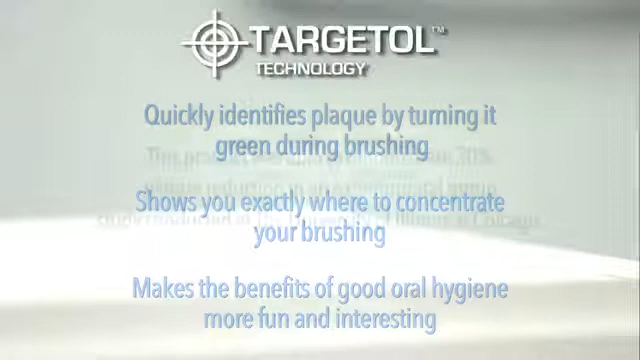 TARGETOL™
TECHNOLOGY
Quickly identifies plaque by turning it
green during brushing
Shows you exactly where to concentrate
your brushing
Makes the benefits of good oral hygiene
more fun and interesting